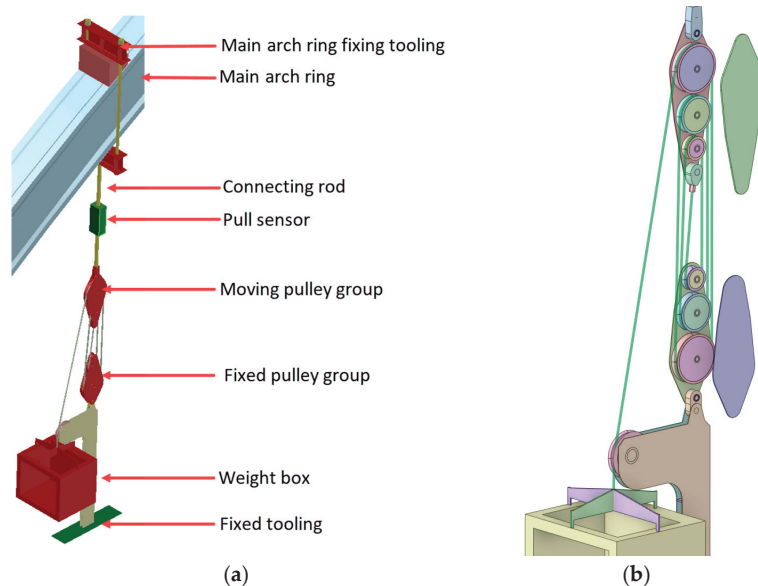 Main arch ring fixing tooling
Main arch ring
Connecting rod
Pull sensor
Moving pulley group
Fixed pulley group
Weight box
Fixed tooling
(a)
(b)